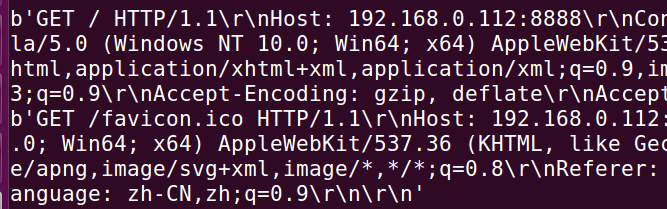 b'GET / HTTP/1.1\r\nHost: 192.168.0.112:8888\r\nCon
la/5.0 (Windows NT 10.0; Win64; x64) AppleWebKit/53
html,application/xhtml+xml,application/xml;q=0.9,im
3;q=0.9\r\nAccept-Encoding: gzip, deflate\r\nAccept
b'GET /favicon.ico HTTP/1.1\r\nHost: 192.168.0.112:
.0; Win64; x64) AppleWebKit/537.36 (KHTML, like Gec
e/apng,image/svg+xml,image/*,*/*;q=0.8\r\nReferer:
anguage: zh-CN,zh;q=0.9\r\n\r\n'